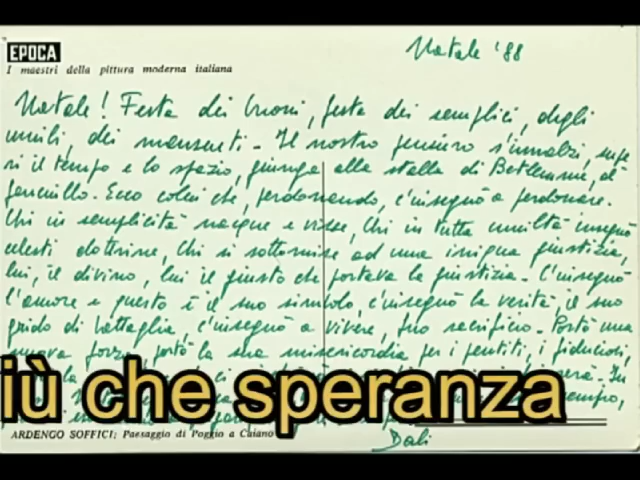 EPOCA
I maestri della pittura moderna italiana
Natale '88
Natale! Festa dei buoni, festa dei semplici, degli
umili, dei mansueti - Il nostro pensiero s'innalzi, supe
ri il tempo e lo spazio, giunga alla stalla di Betlemme, al
fanciullo. Ecco colui che, perdonando, c'insegnò a perdonare.
Chi in semplicità nacque e visse, Chi in tutta umiltà insegnò
celesti dottrine, Chi si sottomise ad una iniqua giustizia,
lui, il divino, lui il giusto che portava la giustizia - C'insegnò
l'amore e questo è il suo simbolo, c'insegnò la verità, il suo
grido di battaglia, c'insegnò a vivere, suo sacrificio - Portò una
nuova forza, portò la sua misericordia per i pentiti, i fiduciosi,
iù che speranza
tempo,
ARDENGO SOFFICI: Paesaggio di Poggio a Caiano